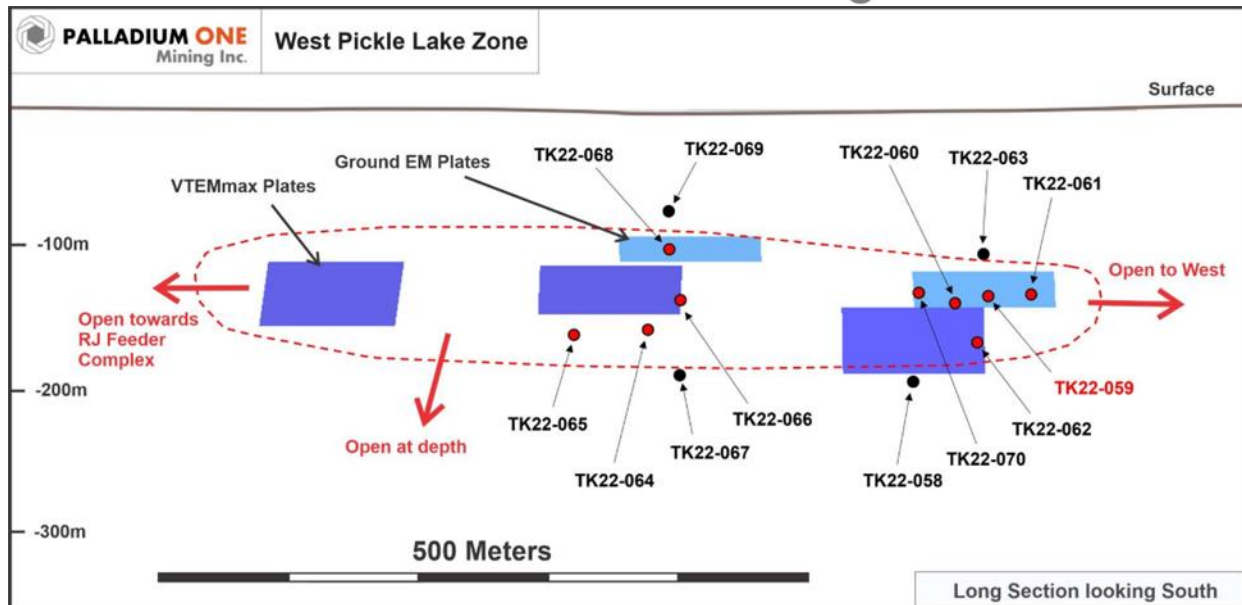 PALLADIUM ONE
Mining Inc.
West Pickle Lake Zone
Surface
TK22-068
TK22-069
TK22-060
TK22-063
TK22-061
Ground EM Plates
VTEMmax Plates
-100m
Open to West
Open towards
RJ Feeder
Complex
-200m
TK22-059
TK22-065
TK22-066
TK22-062
Open at depth
TK22-067
TK22-070
TK22-064
TK22-058
-300m
500 Meters
Long Section looking South